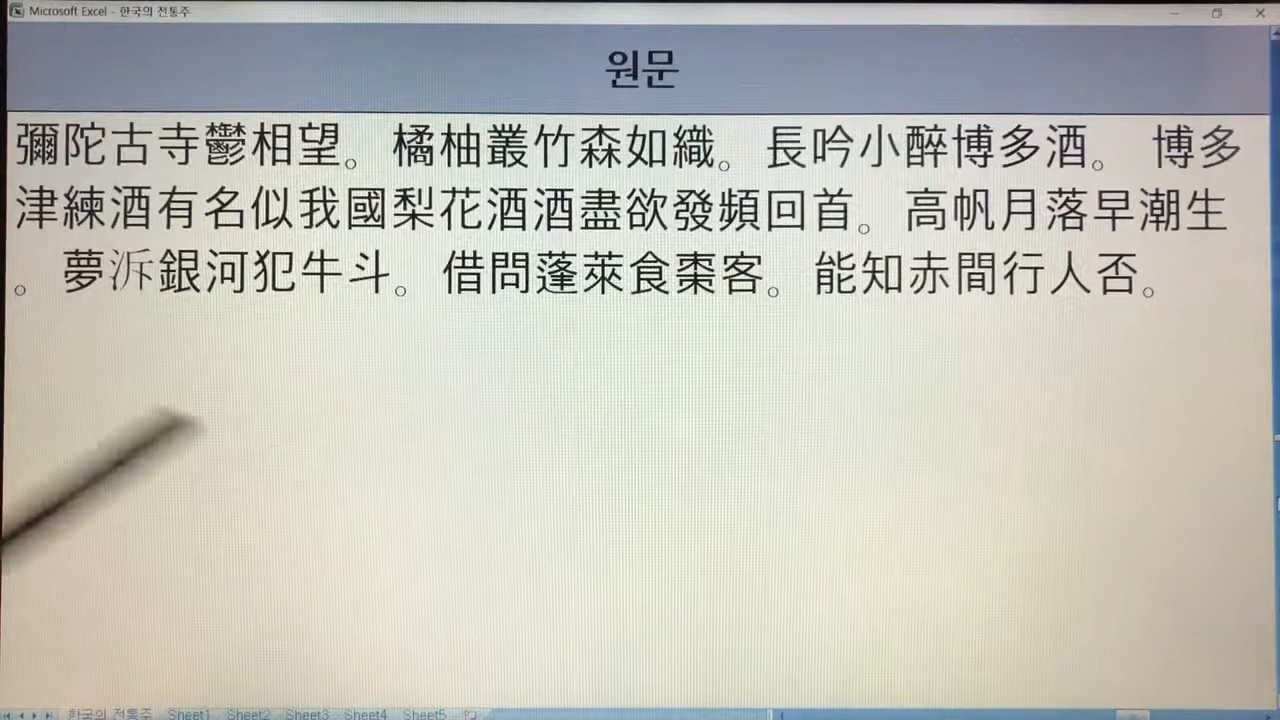 Microsoft Excel - 한국의 전통주
원문
彌陀古寺鬱相望。橘柚叢竹森如織。長吟小醉博多酒。 博多
津練酒有名似我國梨花酒酒盡欲發頻回首。高帆月落早潮生
。夢泝銀河犯牛斗。借問蓬萊食棗客。能知赤間行人否。
한국의 전통주 Sheet1 Sheet2 Sheet3 Sheet4 Sheet5